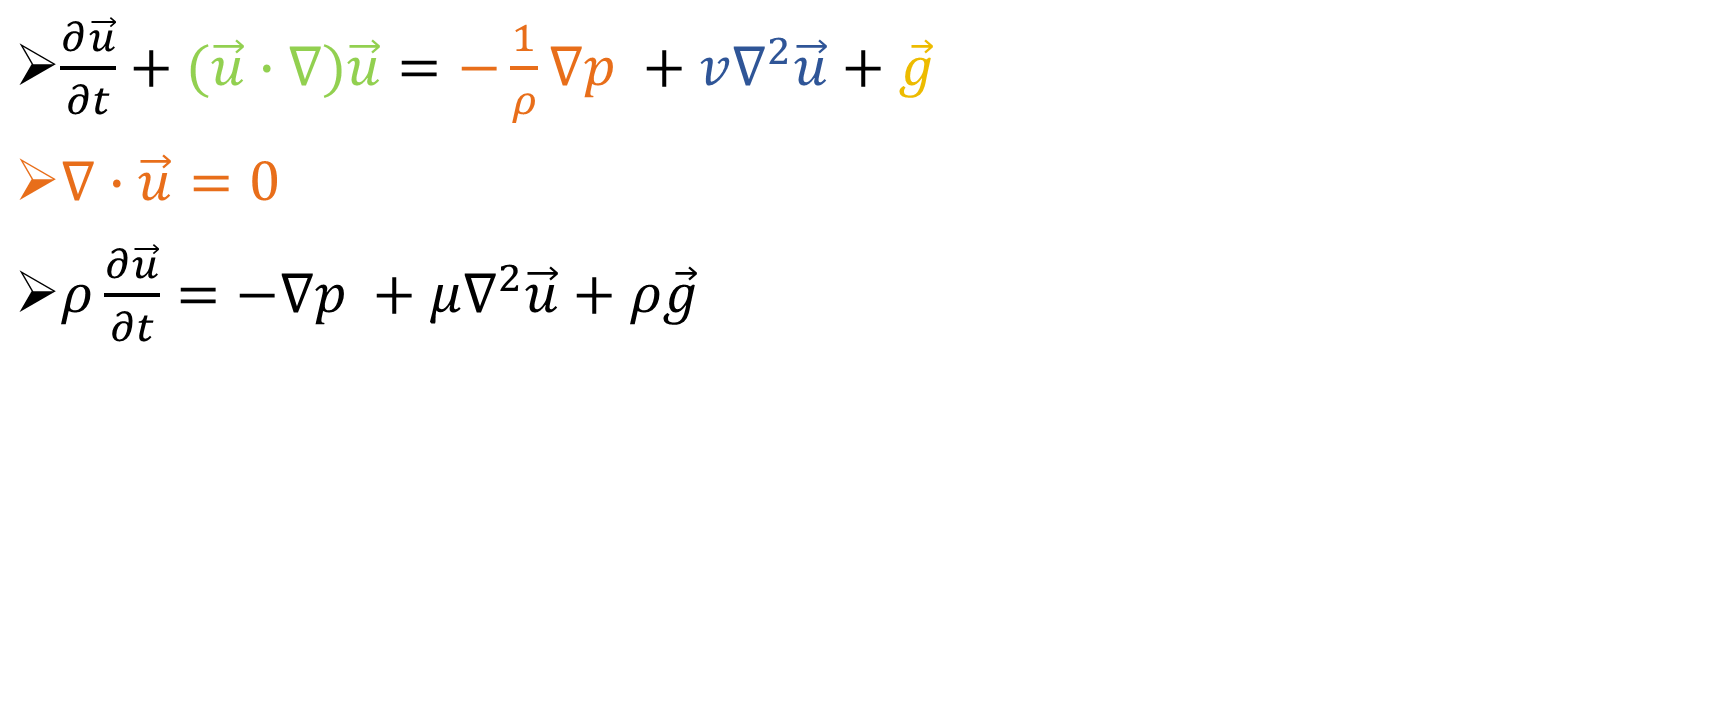 ➢ ∂u⃗/∂t + (u⃗ · ∇)u⃗ = −1/ρ ∇p + ν∇²u⃗ + g⃗
➢ ∇ · u⃗ = 0
➢ ρ ∂u⃗/∂t = −∇p + μ∇²u⃗ + ρg⃗